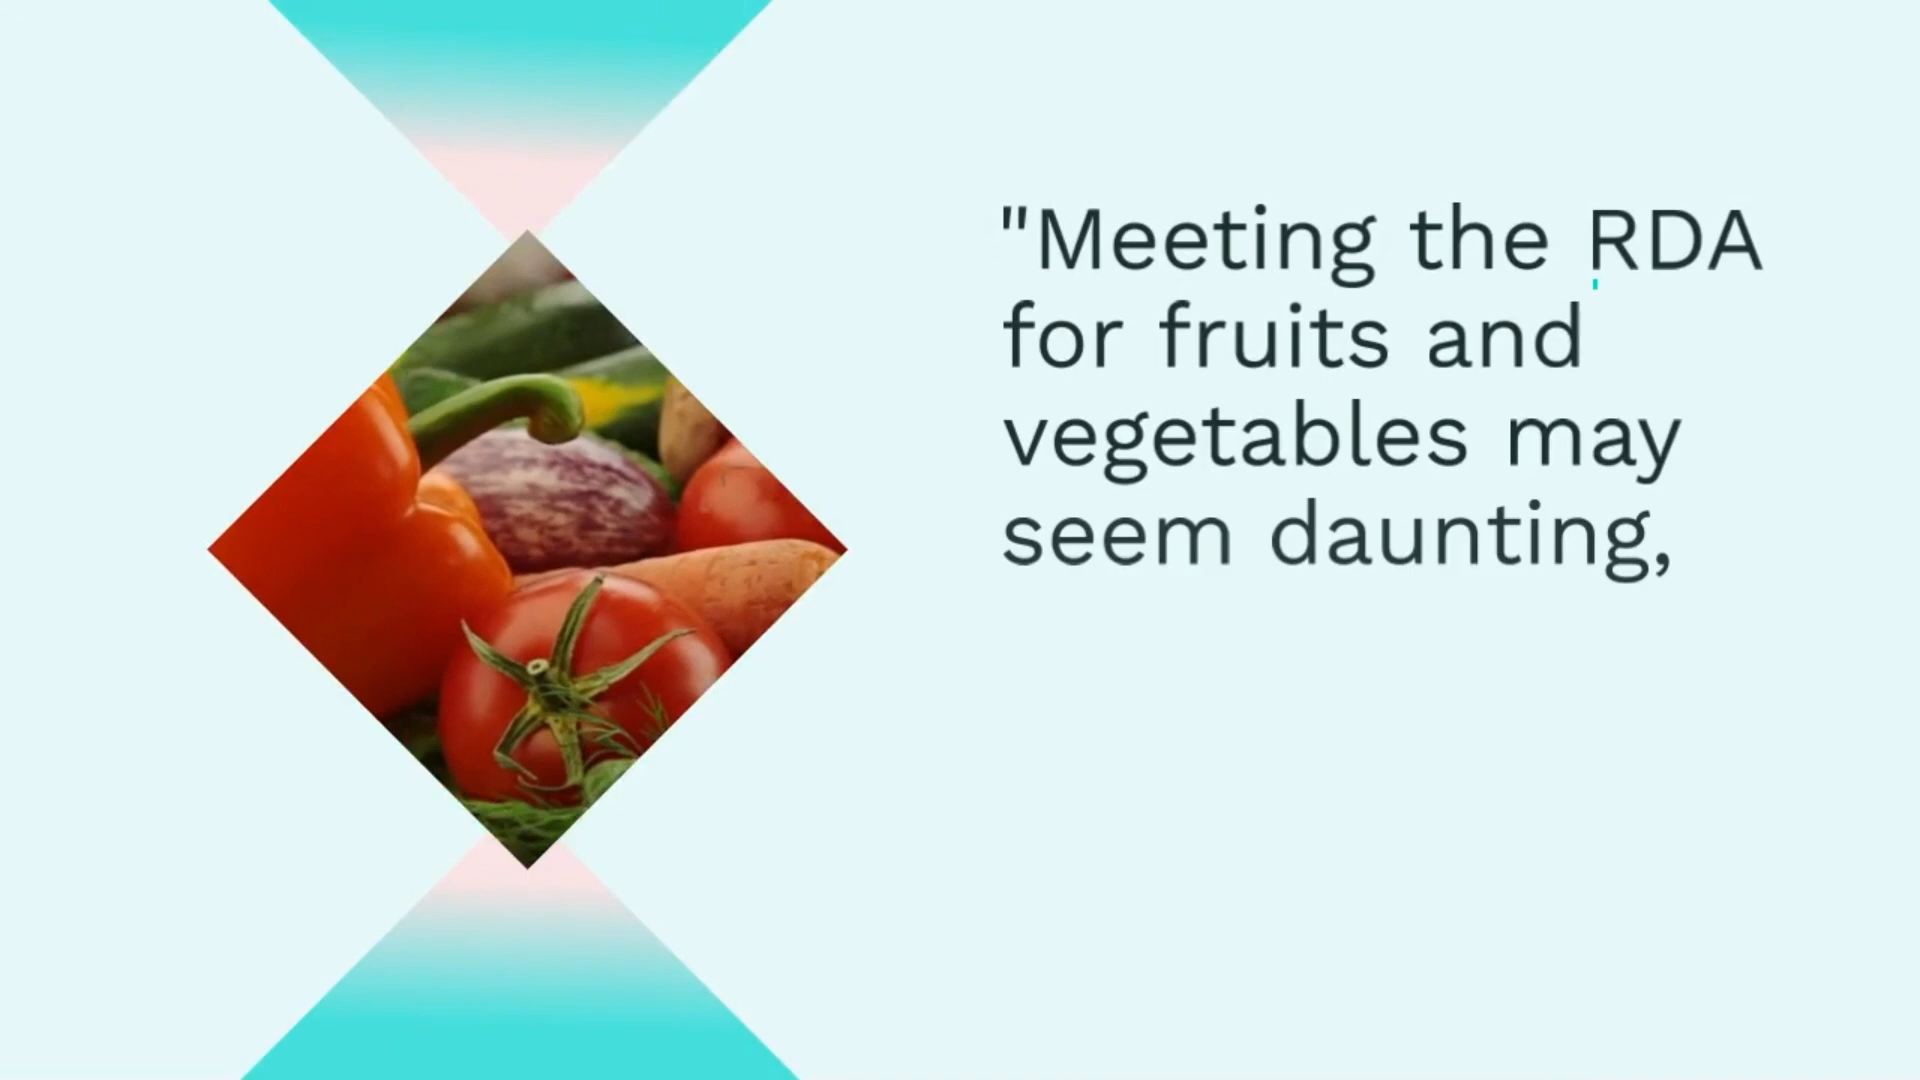 "Meeting the RDA
for fruits and
vegetables may
seem daunting,